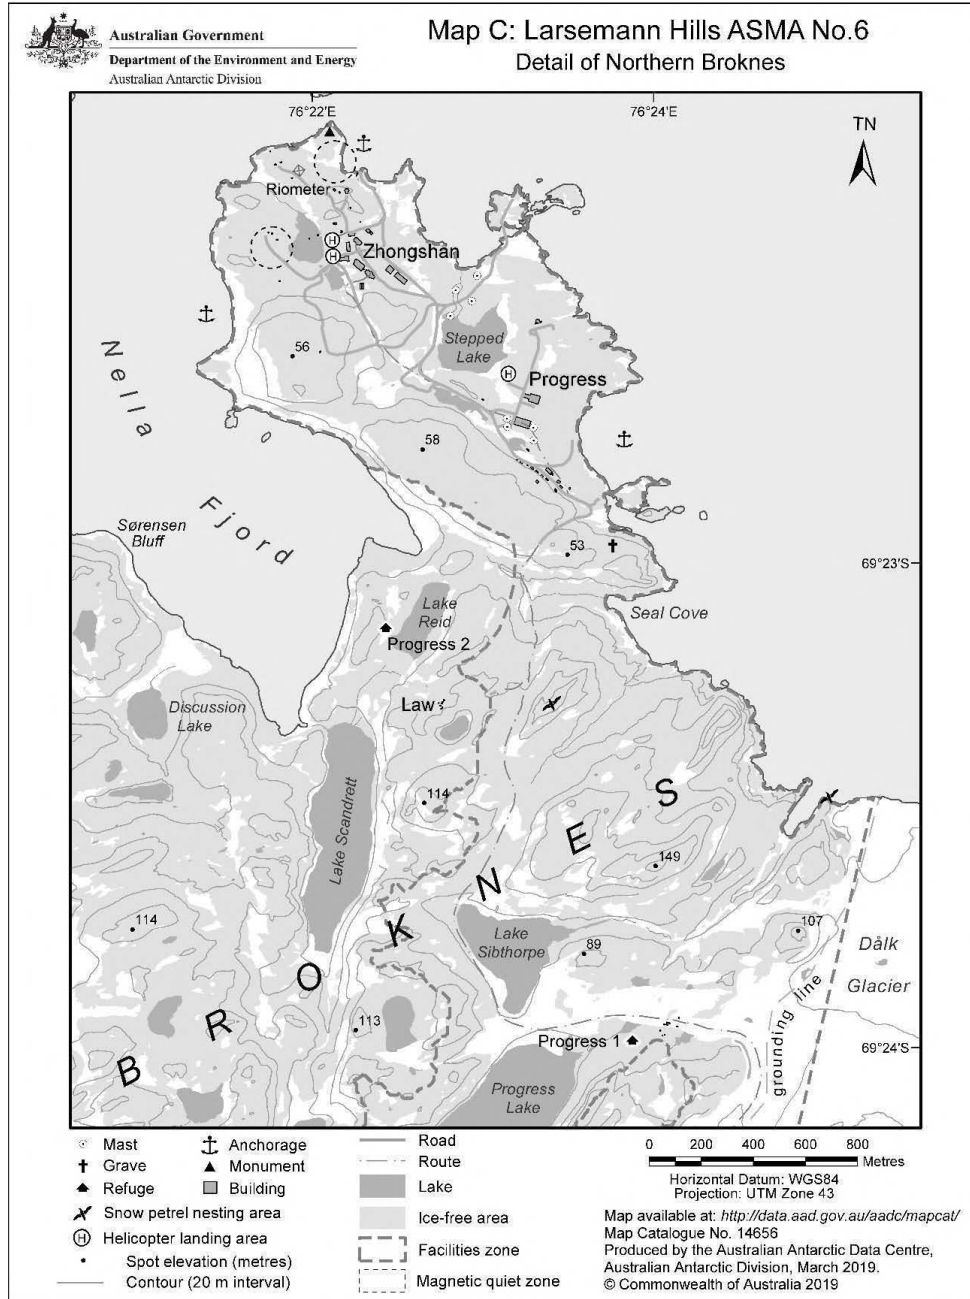 Australian Government
Department of the Environment and Energy
Australian Antarctic Division
Map C: Larsemann Hills ASMA No.6
Detail of Northern Broknes
76°22'E
76°24'E
TN
Riometer
H
H
Zhongshan
Nella
Fjord
56
Stepped
Lake
H
Progress
58
Sørensen
Bluff
53
69°23'S
Lake
Reid
Seal Cove
Progress 2
Law
Discussion
Lake
Lake Scandrett
114
149
BROKNES
114
107
Lake
Sibthorpe
89
Dålk
Glacier
grounding line
113
Progress 1
69°24'S
Progress
Lake
Mast
Grave
Refuge
Snow petrel nesting area
H Helicopter landing area
Spot elevation (metres)
Contour (20 m interval)
Anchorage
Monument
Building
Road
Route
Lake
Ice-free area
Facilities zone
Magnetic quiet zone
0 200 400 600 800
Metres
Horizontal Datum: WGS84
Projection: UTM Zone 43
Map available at: http://data.aad.gov.au/aadc/mapcat/
Map Catalogue No. 14656
Produced by the Australian Antarctic Data Centre,
Australian Antarctic Division, March 2019.
© Commonwealth of Australia 2019